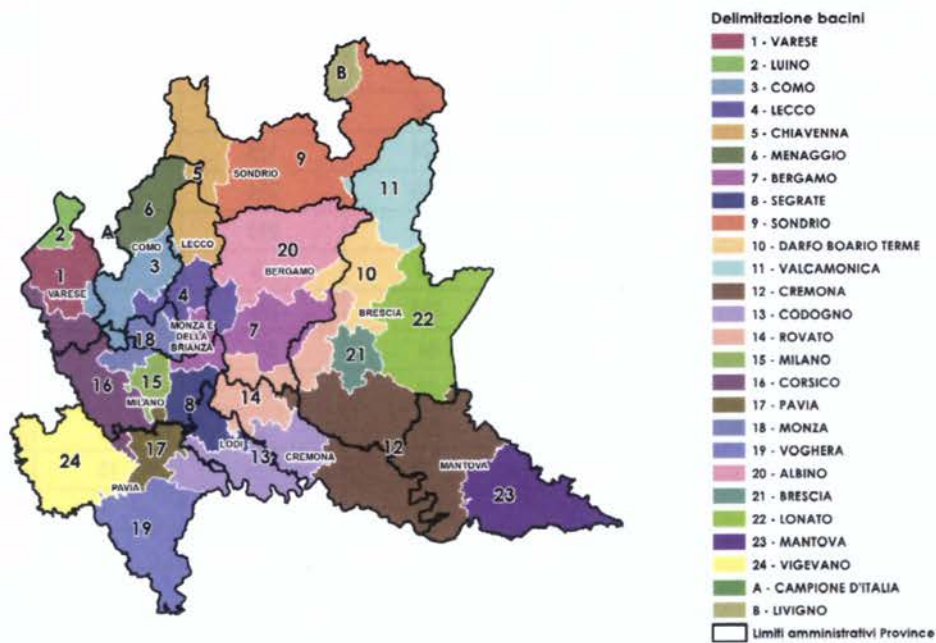 Delimitazione bacini
1 - VARESE
2 - LUINO
3 - COMO
4 - LECCO
5 - CHIAVENNA
6 - MENAGGIO
7 - BERGAMO
8 - SEGRATE
9 - SONDRIO
10 - DARFO BOARIO TERME
11 - VALCAMONICA
12 - CREMONA
13 - CODOGNO
14 - ROVATO
15 - MILANO
16 - CORSICO
17 - PAVIA
18 - MONZA
19 - VOGHERA
20 - ALBINO
21 - BRESCIA
22 - LONATO
23 - MANTOVA
24 - VIGEVANO
A - CAMPIONE D'ITALIA
B - LIVIGNO
Limiti amministrativi Province
B
9
SONDRIO
5
11
6
2
A
COMO
LECCO
20
BERGAMO
1
3
10
VARESE
4
BRESCIA
22
MONZA E
DELLA
BRIANZA
18
7
21
16
15
MILANO
8
14
17
LODI
13
CREMONA
12
MANTOVA
24
PAVIA
23
19